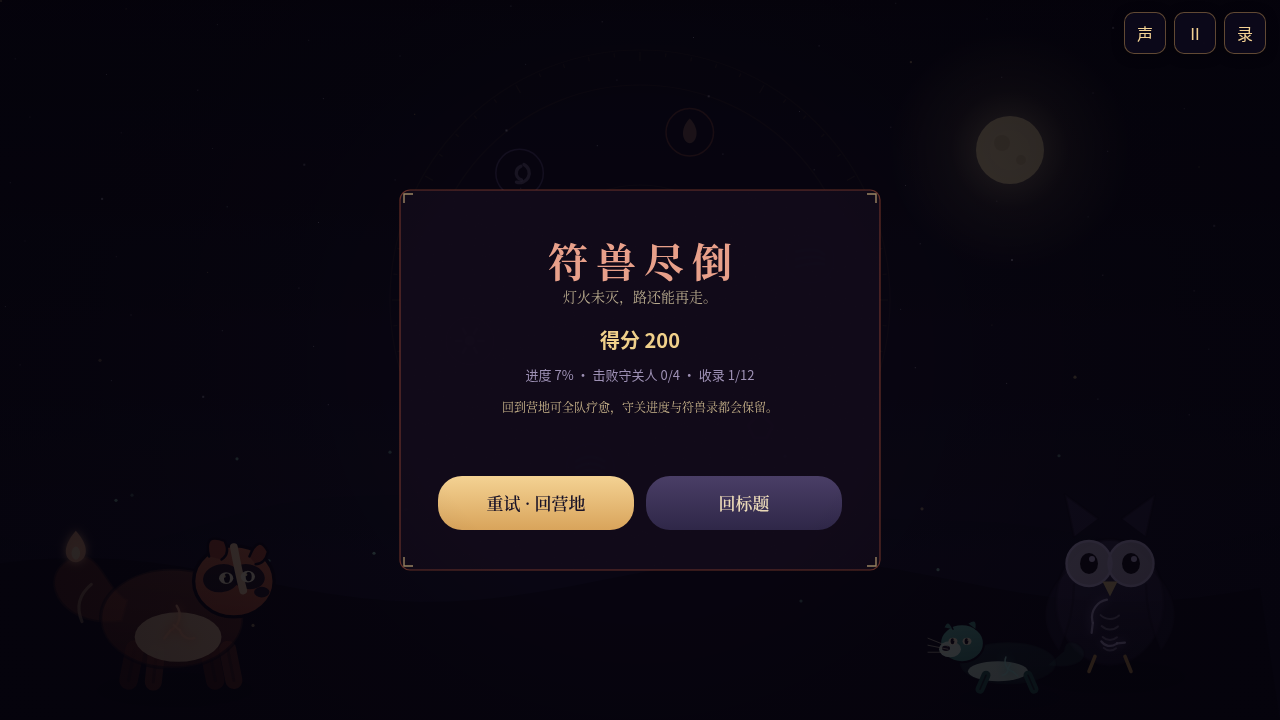 声
II
录
符兽尽倒
灯火未灭，路还能再走。
得分 200
进度 7% · 击败守关人 0/4 · 收录 1/12
回到营地可全队疗愈，守关进度与符兽录都会保留。
重试 · 回营地
回标题